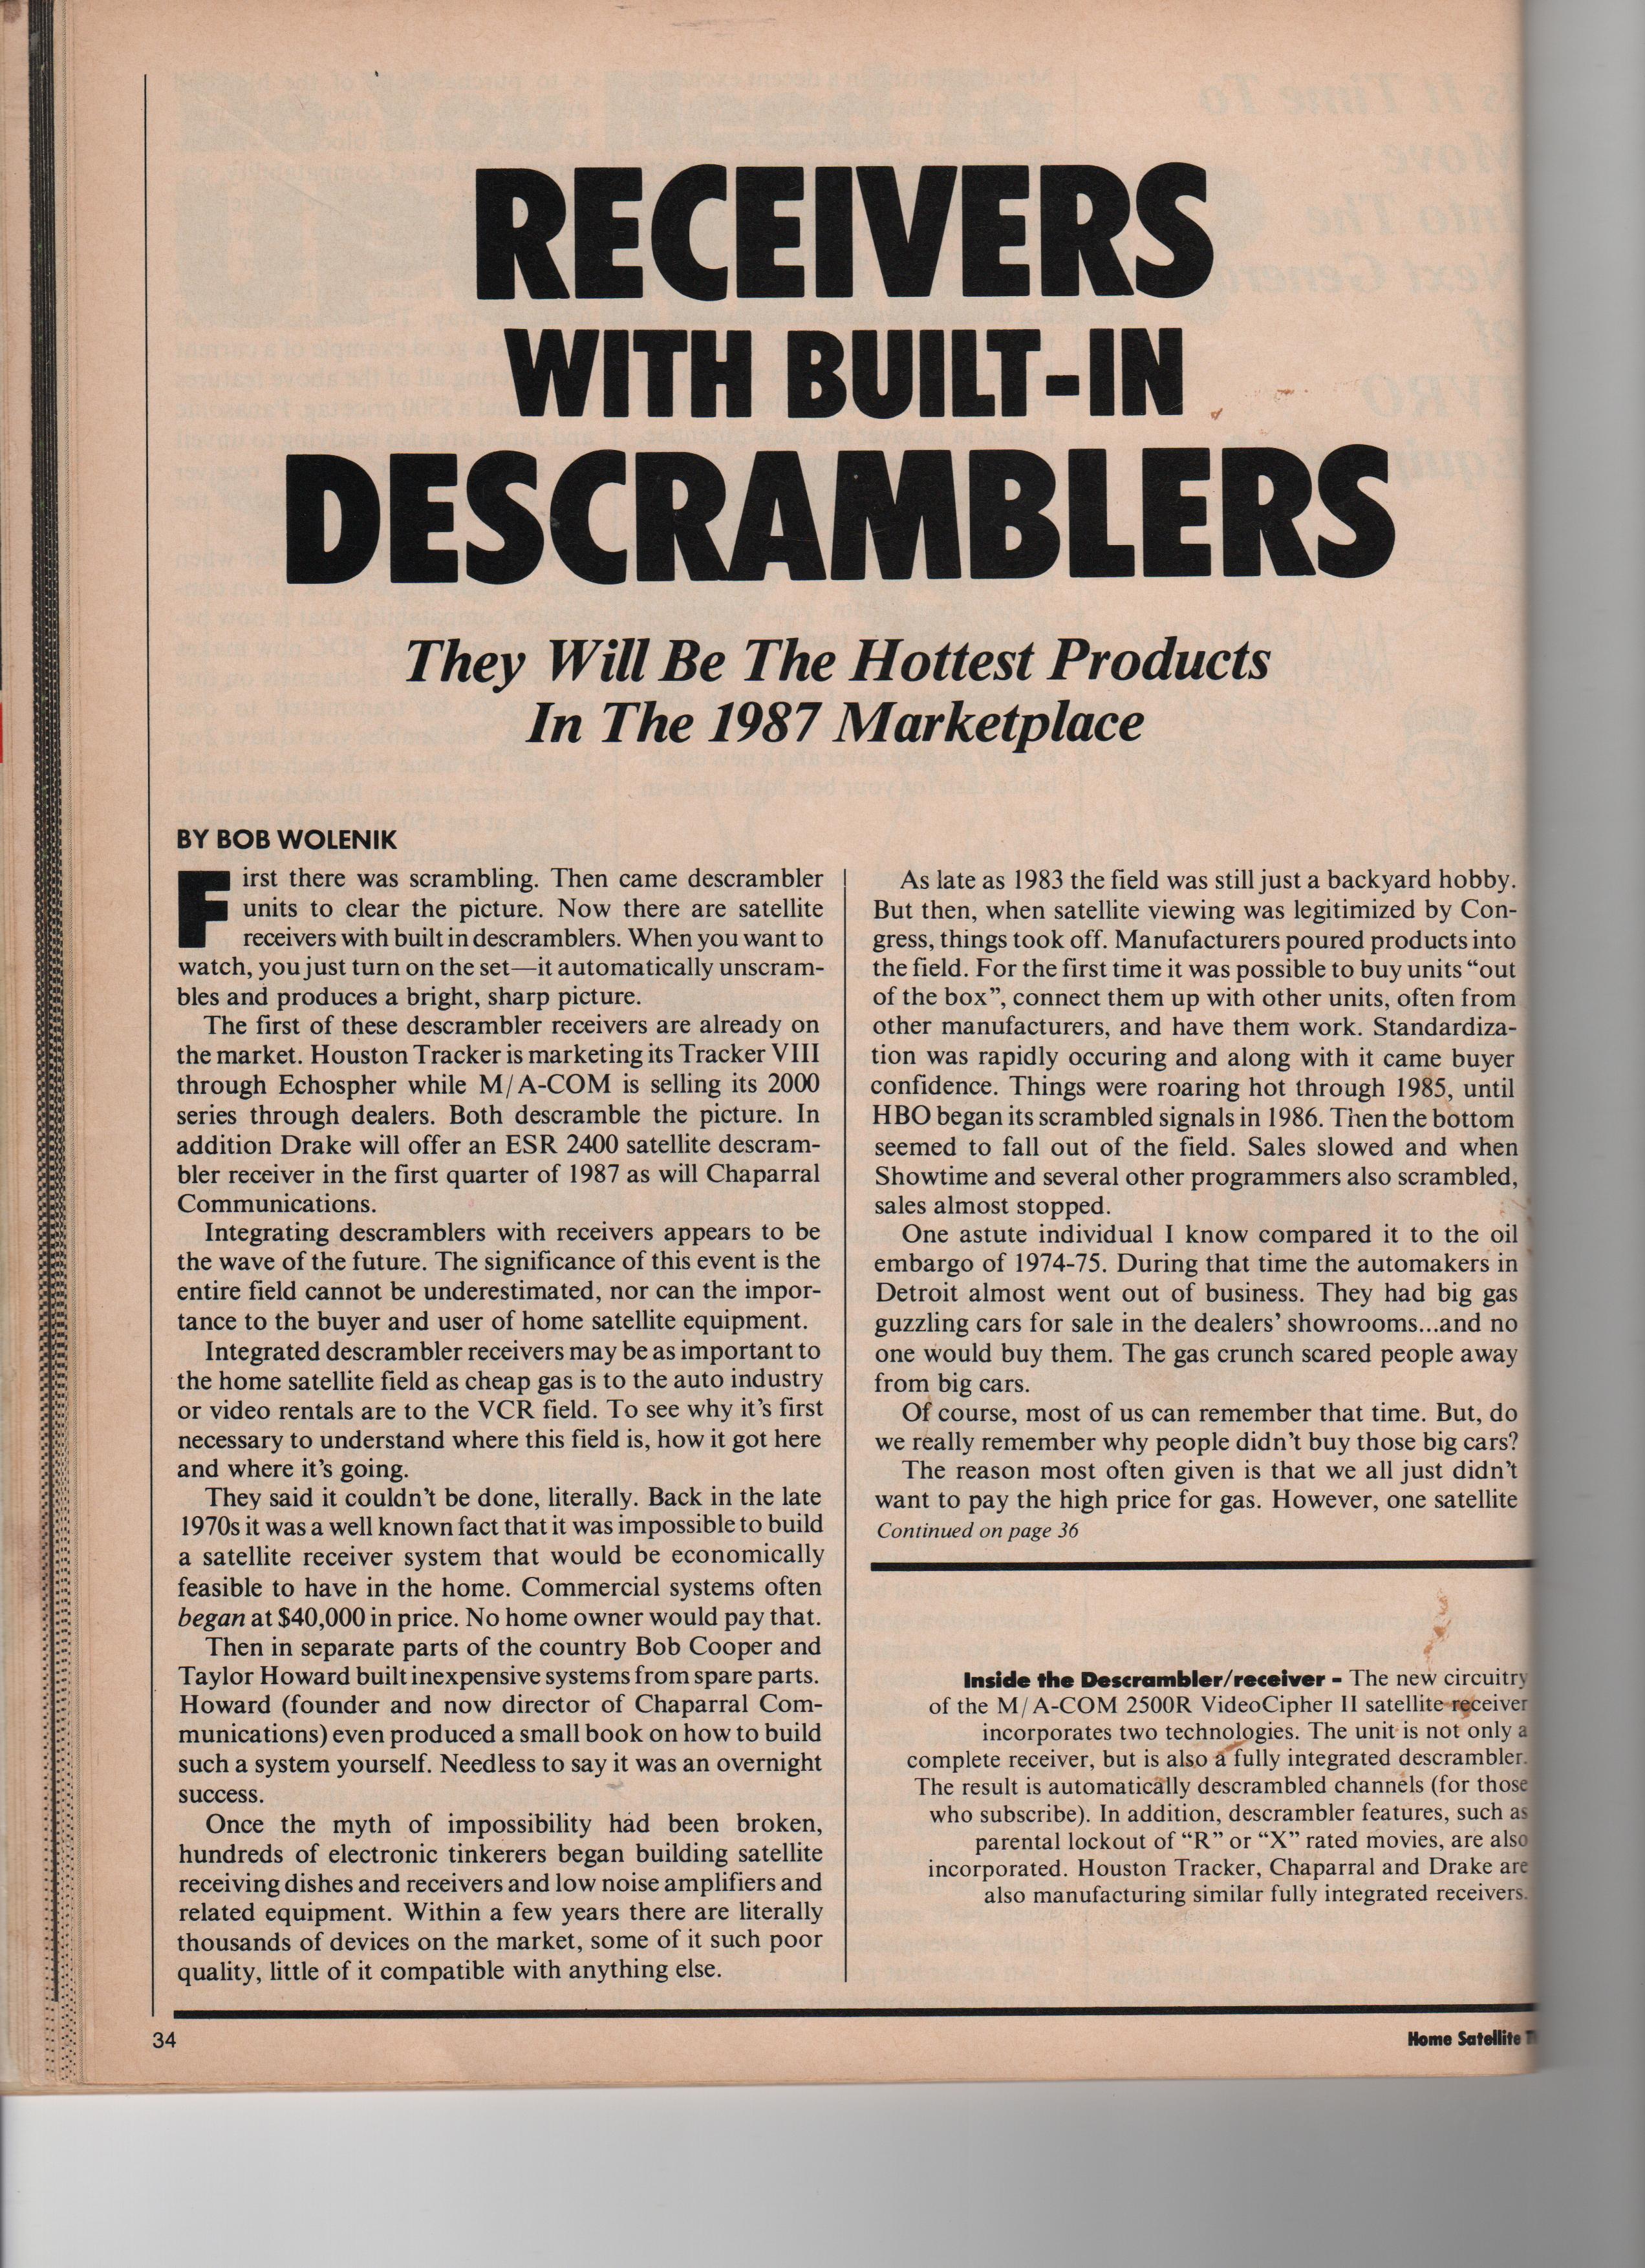 RECEIVERS
WITH BUILT-IN
DESCRAMBLERS
They Will Be The Hottest Products
In The 1987 Marketplace
BY BOB WOLENIK
First there was scrambling. Then came descrambler
units to clear the picture. Now there are satellite
receivers with built in descramblers. When you want to
watch, you just turn on the set—it automatically unscram-
bles and produces a bright, sharp picture.
The first of these descrambler receivers are already on
the market. Houston Tracker is marketing its Tracker VIII
through Echospher while M/A-COM is selling its 2000
series through dealers. Both descramble the picture. In
addition Drake will offer an ESR 2400 satellite descram-
bler receiver in the first quarter of 1987 as will Chaparral
Communications.
Integrating descramblers with receivers appears to be
the wave of the future. The significance of this event is the
entire field cannot be underestimated, nor can the impor-
tance to the buyer and user of home satellite equipment.
Integrated descrambler receivers may be as important to
the home satellite field as cheap gas is to the auto industry
or video rentals are to the VCR field. To see why it's first
necessary to understand where this field is, how it got here
and where it's going.
They said it couldn't be done, literally. Back in the late
1970s it was a well known fact that it was impossible to build
a satellite receiver system that would be economically
feasible to have in the home. Commercial systems often
began at $40,000 in price. No home owner would pay that.
Then in separate parts of the country Bob Cooper and
Taylor Howard built inexpensive systems from spare parts.
Howard (founder and now director of Chaparral Com-
munications) even produced a small book on how to build
such a system yourself. Needless to say it was an overnight
success.
Once the myth of impossibility had been broken,
hundreds of electronic tinkerers began building satellite
receiving dishes and receivers and low noise amplifiers and
related equipment. Within a few years there are literally
thousands of devices on the market, some of it such poor
quality, little of it compatible with anything else.
As late as 1983 the field was still just a backyard hobby.
But then, when satellite viewing was legitimized by Con-
gress, things took off. Manufacturers poured products into
the field. For the first time it was possible to buy units “out
of the box”, connect them up with other units, often from
other manufacturers, and have them work. Standardiza-
tion was rapidly occuring and along with it came buyer
confidence. Things were roaring hot through 1985, until
HBO began its scrambled signals in 1986. Then the bottom
seemed to fall out of the field. Sales slowed and when
Showtime and several other programmers also scrambled,
sales almost stopped.
One astute individual I know compared it to the oil
embargo of 1974-75. During that time the automakers in
Detroit almost went out of business. They had big gas
guzzling cars for sale in the dealers' showrooms...and no
one would buy them. The gas crunch scared people away
from big cars.
Of course, most of us can remember that time. But, do
we really remember why people didn't buy those big cars?
The reason most often given is that we all just didn't
want to pay the high price for gas. However, one satellite
Continued on page 36
Inside the Descrambler/receiver - The new circuitry
of the M/A-COM 2500R VideoCipher II satellite receiver
incorporates two technologies. The unit is not only a
complete receiver, but is also a fully integrated descrambler.
The result is automatically descrambled channels (for those
who subscribe). In addition, descrambler features, such as
parental lockout of “R” or “X” rated movies, are also
incorporated. Houston Tracker, Chaparral and Drake are
also manufacturing similar fully integrated receivers.
34
Home Satellite